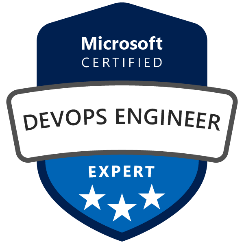 Microsoft
CERTIFIED
DEVOPS ENGINEER
EXPERT